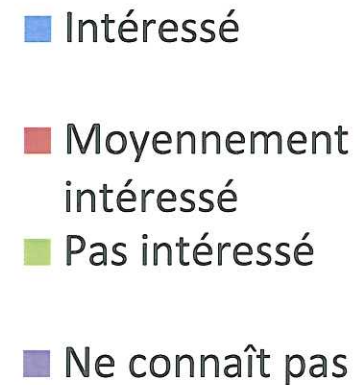 Intéressé
Moyennement
intéressé
Pas intéressé
Ne connaît pas